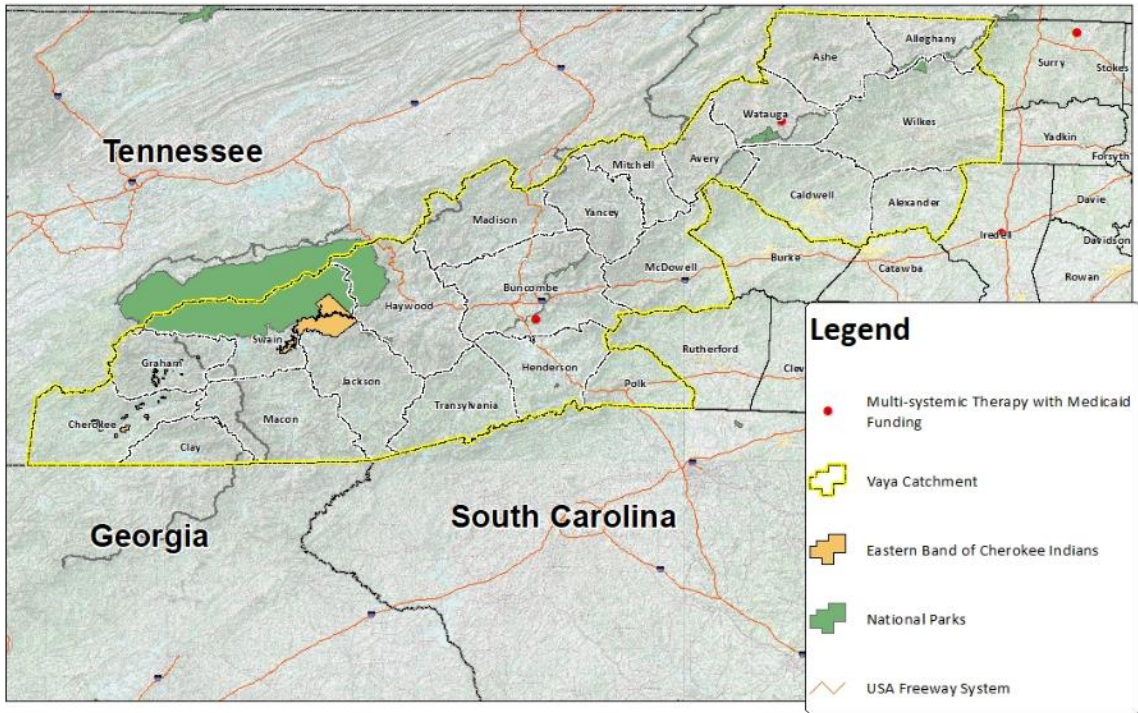 Alleghany
Ashe
Surry
Stokes
Watauga
Wilkes
Yadkin
Forsyth
Tennessee
Mitchell
Avery
Caldwell
Alexander
Davie
Madison
Yancey
Iredell
Davidson
Burke
Catawba
McDowell
Rowan
Buncombe
Haywood
Swain
Rutherford
Clev
Graham
Jackson
Henderson
Polk
Cherokee
Macon
Transylvania
Clay
Georgia
South Carolina
Legend
Multi-systemic Therapy with Medicaid
Funding
Vaya Catchment
Eastern Band of Cherokee Indians
National Parks
USA Freeway System